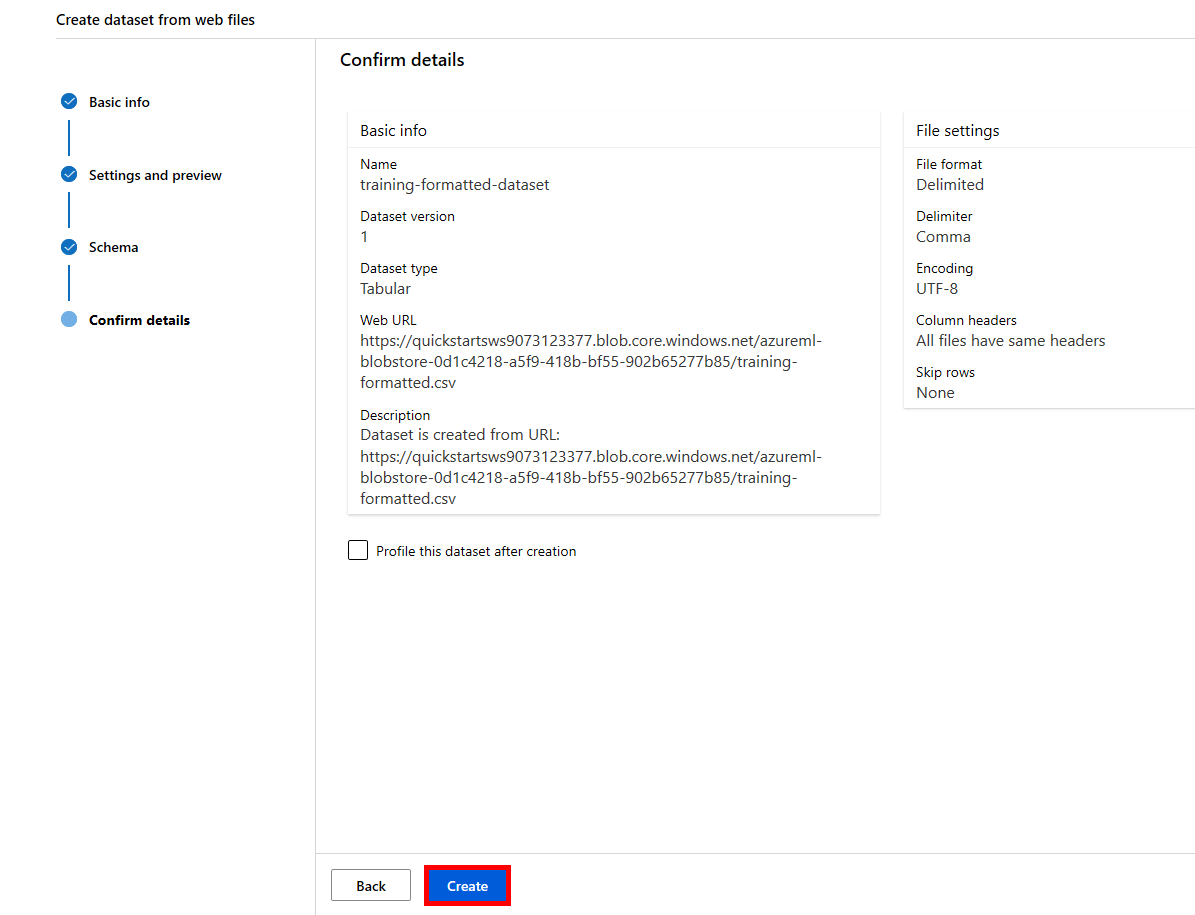 Create dataset from web files
Basic info
Settings and preview
Schema
Confirm details
Confirm details
Basic info
Name
training-formatted-dataset
Dataset version
1
Dataset type
Tabular
Web URL
https://quickstartsws9073123377.blob.core.windows.net/azureml-
blobstore-0d1c4218-a5f9-418b-bf55-902b65277b85/training-
formatted.csv
Description
Dataset is created from URL:
https://quickstartsws9073123377.blob.core.windows.net/azureml-
blobstore-0d1c4218-a5f9-418b-bf55-902b65277b85/training-
formatted.csv
File settings
File format
Delimited
Delimiter
Comma
Encoding
UTF-8
Column headers
All files have same headers
Skip rows
None
Profile this dataset after creation
Back
Create